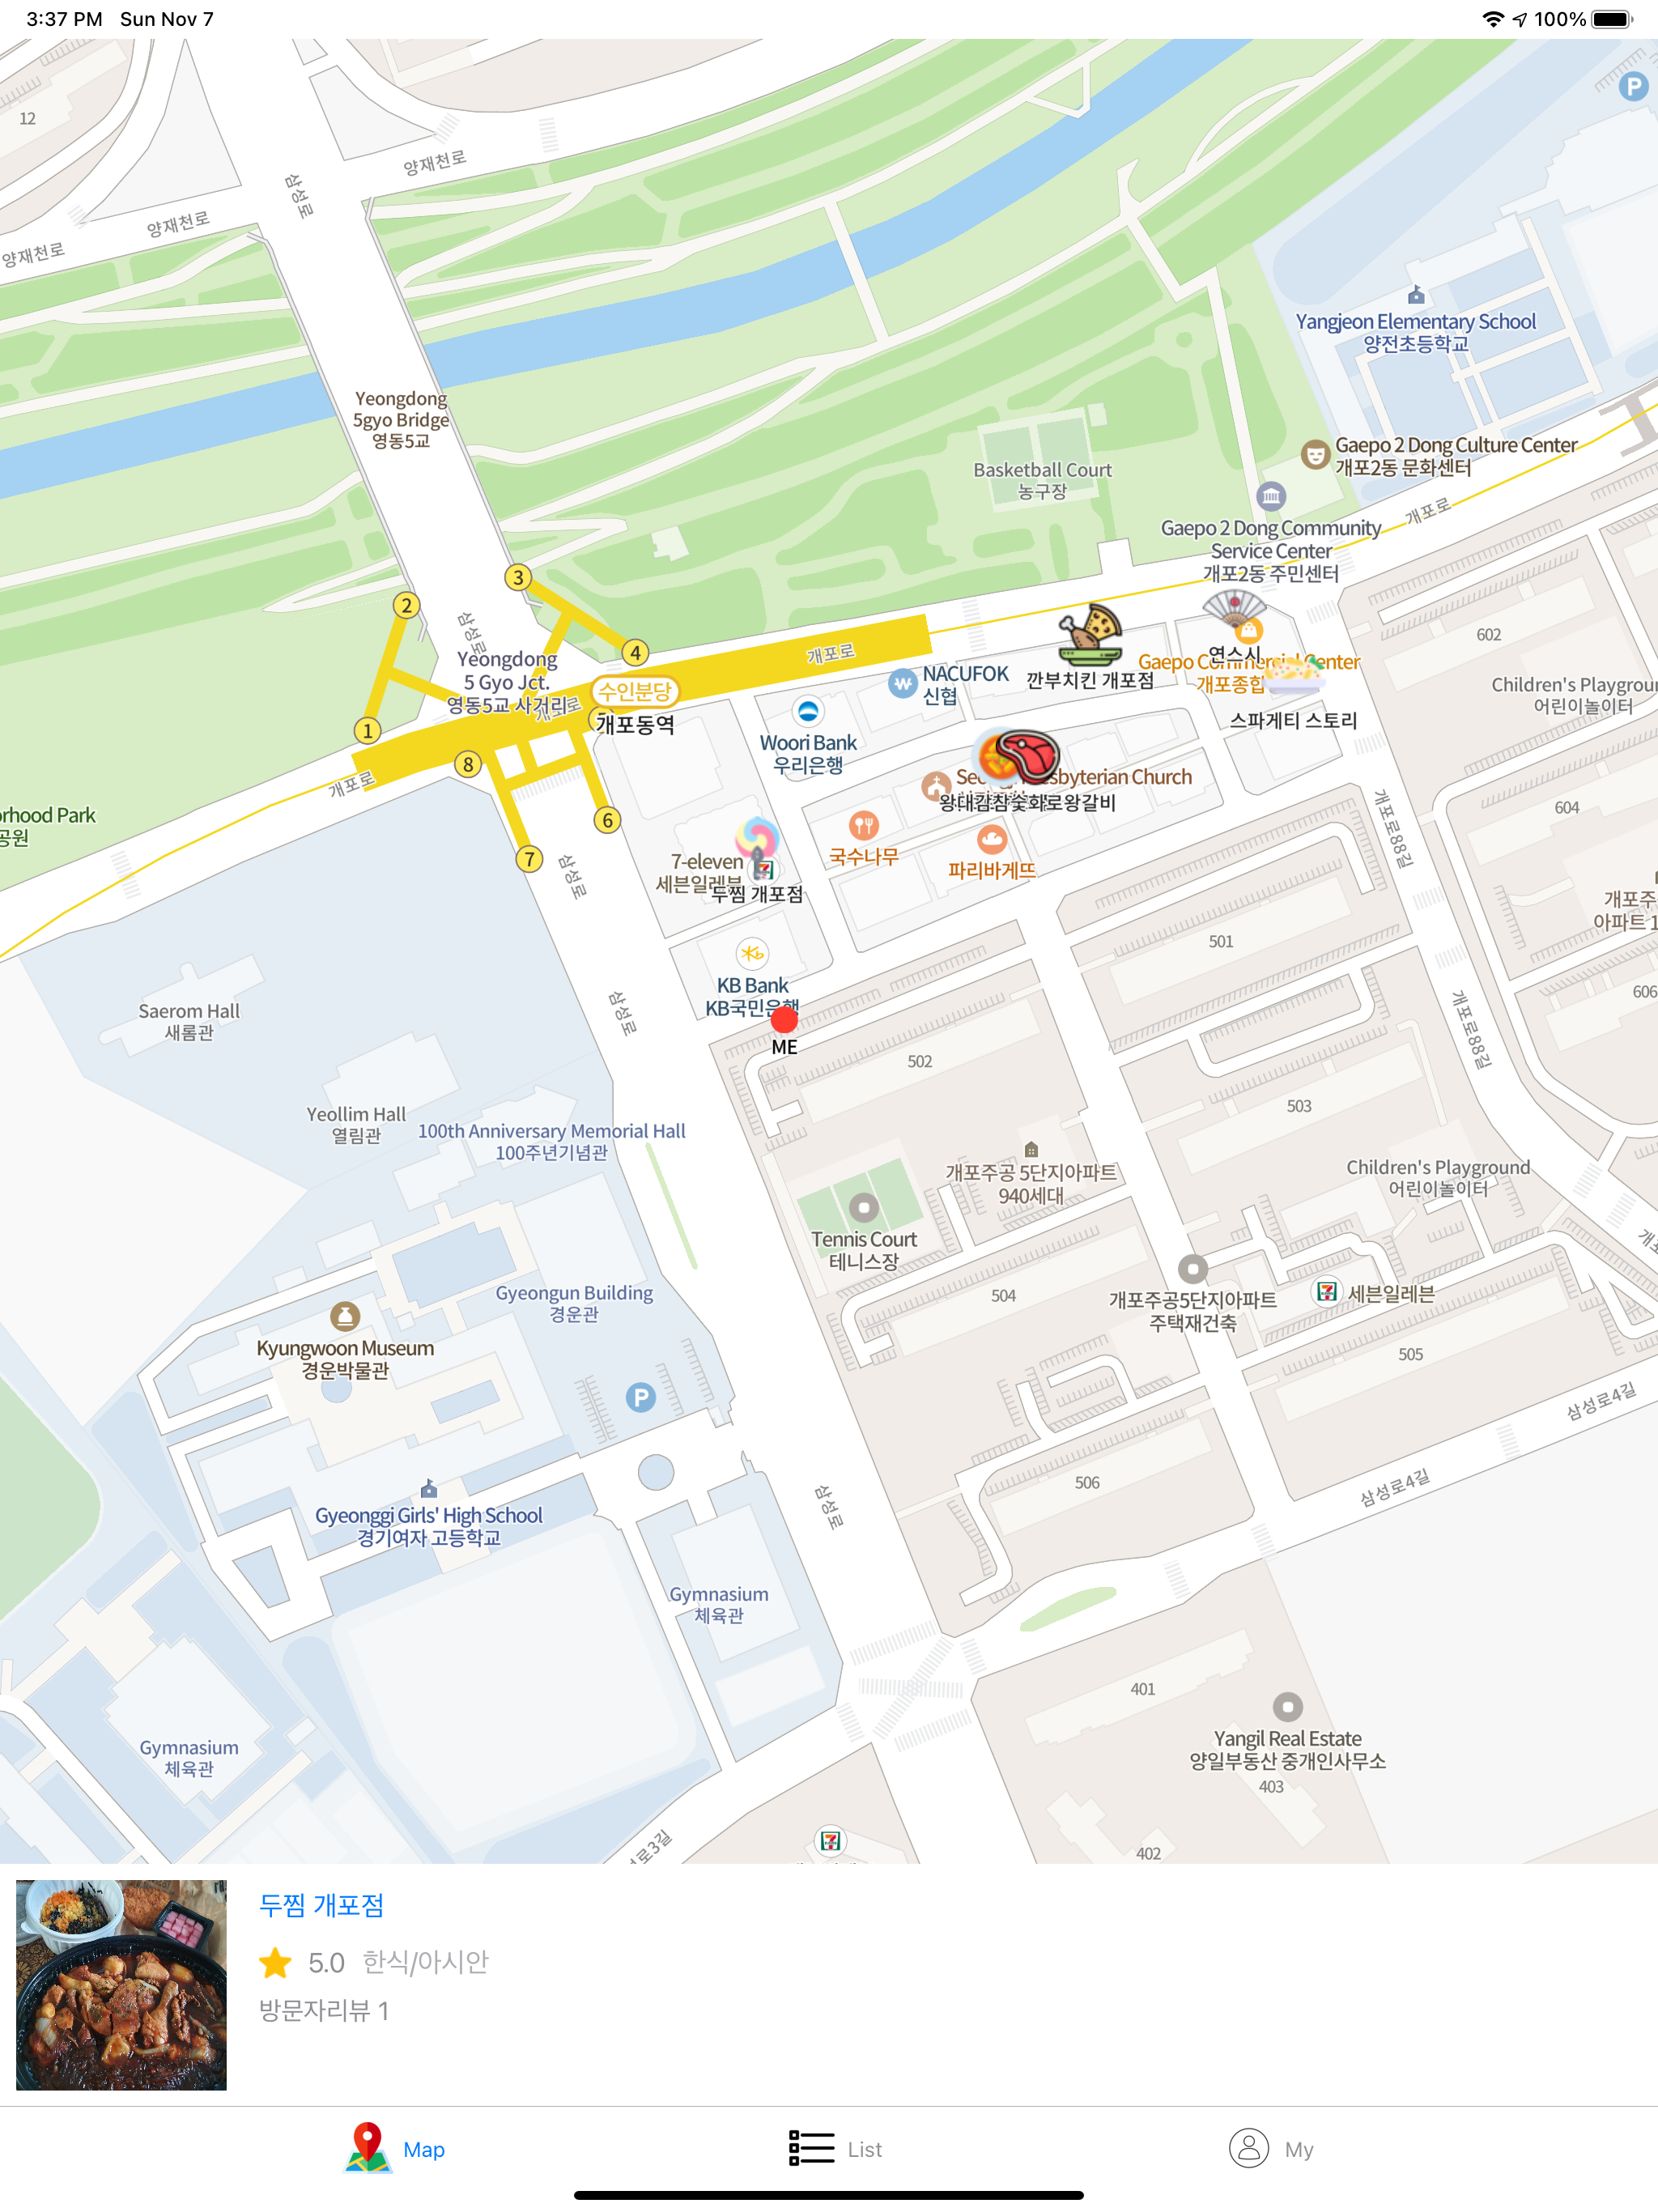 3:37 PM Sun Nov 7
100%
P
12
양재천로
삼성로
양재천로
양재천로
Yangjeon Elementary School
양전초등학교
Yeongdong
5gyo Bridge
영동5교
Gaepo 2 Dong Culture Center
개포2동 문화센터
Basketball Court
농구장
개포로
Gaepo 2 Dong Community
Service Center
개포2동 주민센터
3
2
삼성로
4
개포로
602
Yeongdong
5 Gyo Jct.
영동5교 사거리
연스시
NACUFOK
신협
깐부치킨 개포점
Gaepo Commercial Center
개포종합
수인분당
개포동역
Children's Playgroun
어린이놀이터
스파게티 스토리
1
8
개포로
Woori Bank
우리은행
byterian Church
604
orhood Park
공원
6
7
삼성로
7-eleven
세븐일레븐
두찜 개포점
국수나무
파리바게뜨
개포로88길
개포주
아파트 1
501
KB Bank
KB국민은행
ME
606
Saerom Hall
새롬관
삼성로
개포로88길
502
503
Yeollim Hall
열림관
100th Anniversary Memorial Hall
100주년기념관
개포주공 5단지아파트
940세대
Children's Playground
어린이놀이터
Tennis Court
테니스장
Gyeongun Building
경운관
504
개포주공5단지아파트
주택재건축
세븐일레븐
Kyungwoon Museum
경운박물관
505
P
삼성로4길
506
삼성로4길
삼성로
Gyeonggi Girls' High School
경기여자 고등학교
Gymnasium
체육관
401
Yangil Real Estate
양일부동산 중개인사무소
Gymnasium
체육관
403
로3길
402
두찜 개포점
5.0 한식/아시안
방문자리뷰 1
Map
List
My